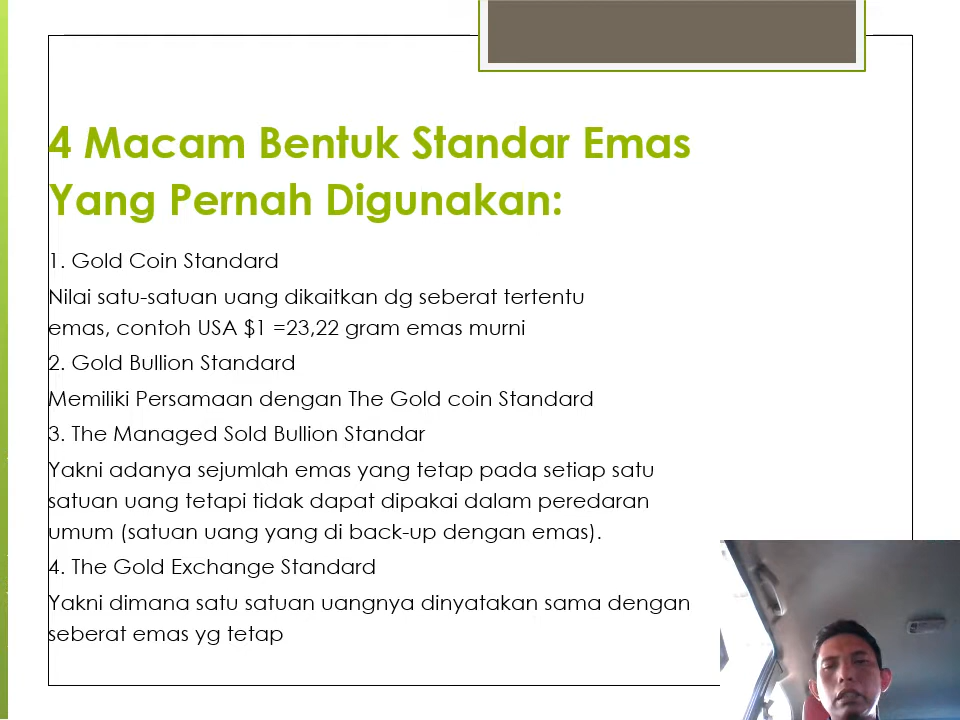 4 Macam Bentuk Standar Emas
Yang Pernah Digunakan:
1. Gold Coin Standard
Nilai satu-satuan uang dikaitkan dg seberat tertentu
emas, contoh USA $1 =23,22 gram emas murni
2. Gold Bullion Standard
Memiliki Persamaan dengan The Gold coin Standard
3. The Managed Sold Bullion Standar
Yakni adanya sejumlah emas yang tetap pada setiap satu
satuan uang tetapi tidak dapat dipakai dalam peredaran
umum (satuan uang yang di back-up dengan emas).
4. The Gold Exchange Standard
Yakni dimana satu satuan uangnya dinyatakan sama dengan
seberat emas yg tetap